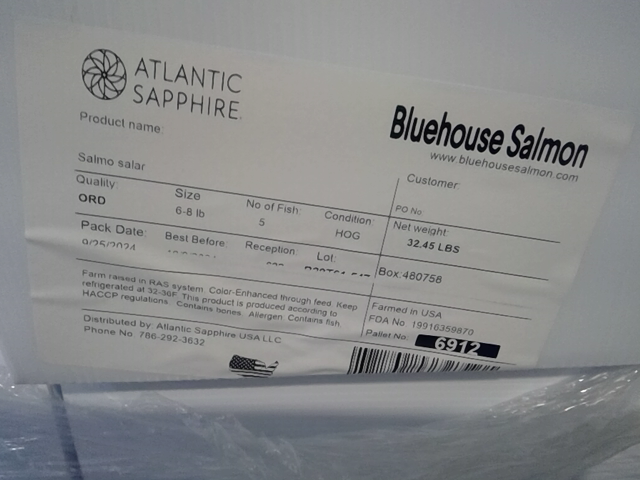 ATLANTIC
SAPPHIRE.
Bluehouse Salmon
www.bluehousesalmon.com
Product name:
Salmo salar
Customer:
PO No
Quality:
ORD
Size
6-8 lb
No of Fish:
5
Condition:
HOG
Net weight:
32.45 LBS
Pack Date:
9/25/2024
Best Before:
Reception:
Lot:
Box:460758
Farm raised in RAS system. Color-Enhanced through feed. Keep
refrigerated at 32-36F. This product is produced according to
HACCP regulations. Contains bones. Allergen: Contains fish.
Farmed in USA
FDA No. 19916359870
Pallet No. 6912
Distributed by Atlantic Sapphire USA LLC
Phone No. 786-292-3632